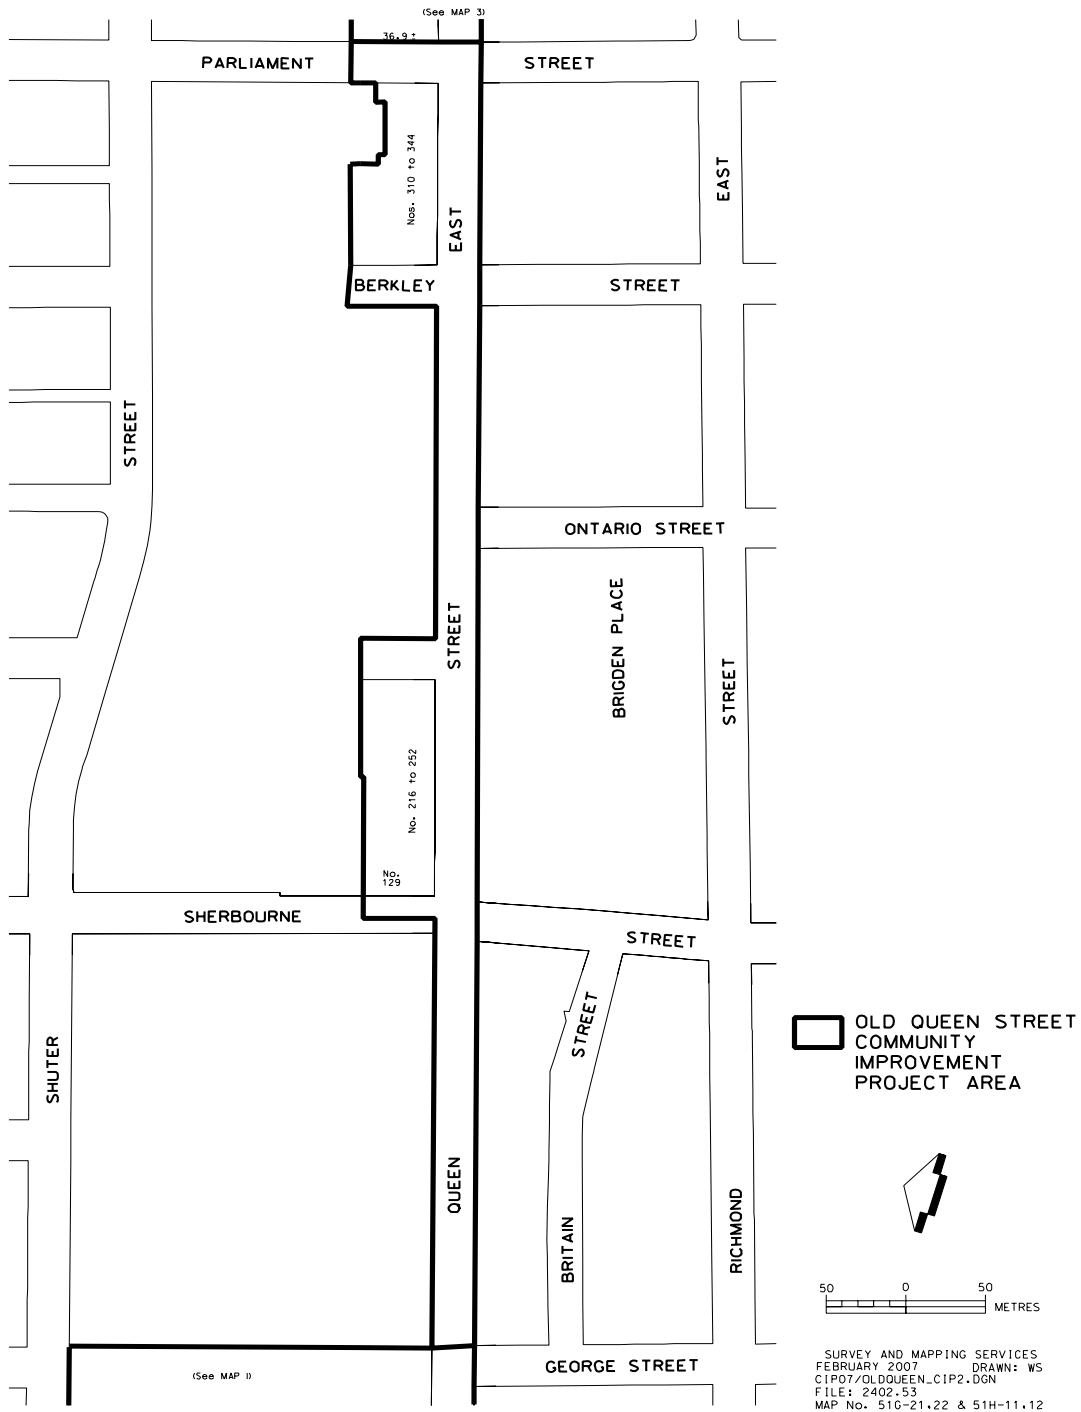 (See MAP 3)
36.9 ±
PARLIAMENT STREET
Nos. 310 to 344
EAST
EAST
BERKLEY STREET
STREET
ONTARIO STREET
BRIGDEN PLACE
STREET
STREET
No. 216 to 252
No.
129
SHERBOURNE STREET
STREET
SHUTER
QUEEN
BRITAIN
RICHMOND
GEORGE STREET
(See MAP 1)
OLD QUEEN STREET
COMMUNITY
IMPROVEMENT
PROJECT AREA
50 0 50
METRES
SURVEY AND MAPPING SERVICES
FEBRUARY 2007 DRAWN: WS
CIP07/OLDQUEEN_CIP2.DGN
FILE: 2402.53
MAP No. 51G-21,22 & 51H-11,12